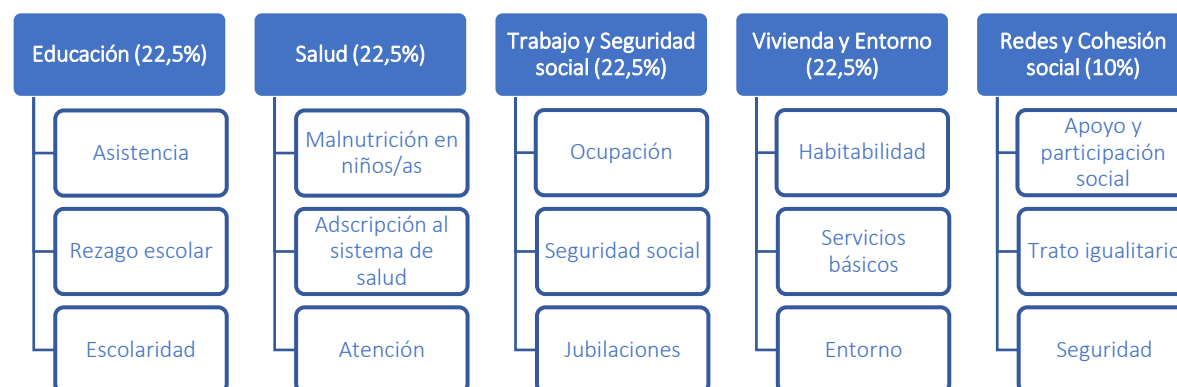 Educación (22,5%)
Asistencia
Rezago escolar
Escolaridad
Salud (22,5%)
Malnutrición en
niños/as
Adscripción al
sistema de
salud
Atención
Trabajo y Seguridad
social (22,5%)
Ocupación
Seguridad social
Jubilaciones
Vivienda y Entorno
(22,5%)
Habitabilidad
Servicios
básicos
Entorno
Redes y Cohesión
social (10%)
Apoyo y
participación
social
Trato igualitario
Seguridad